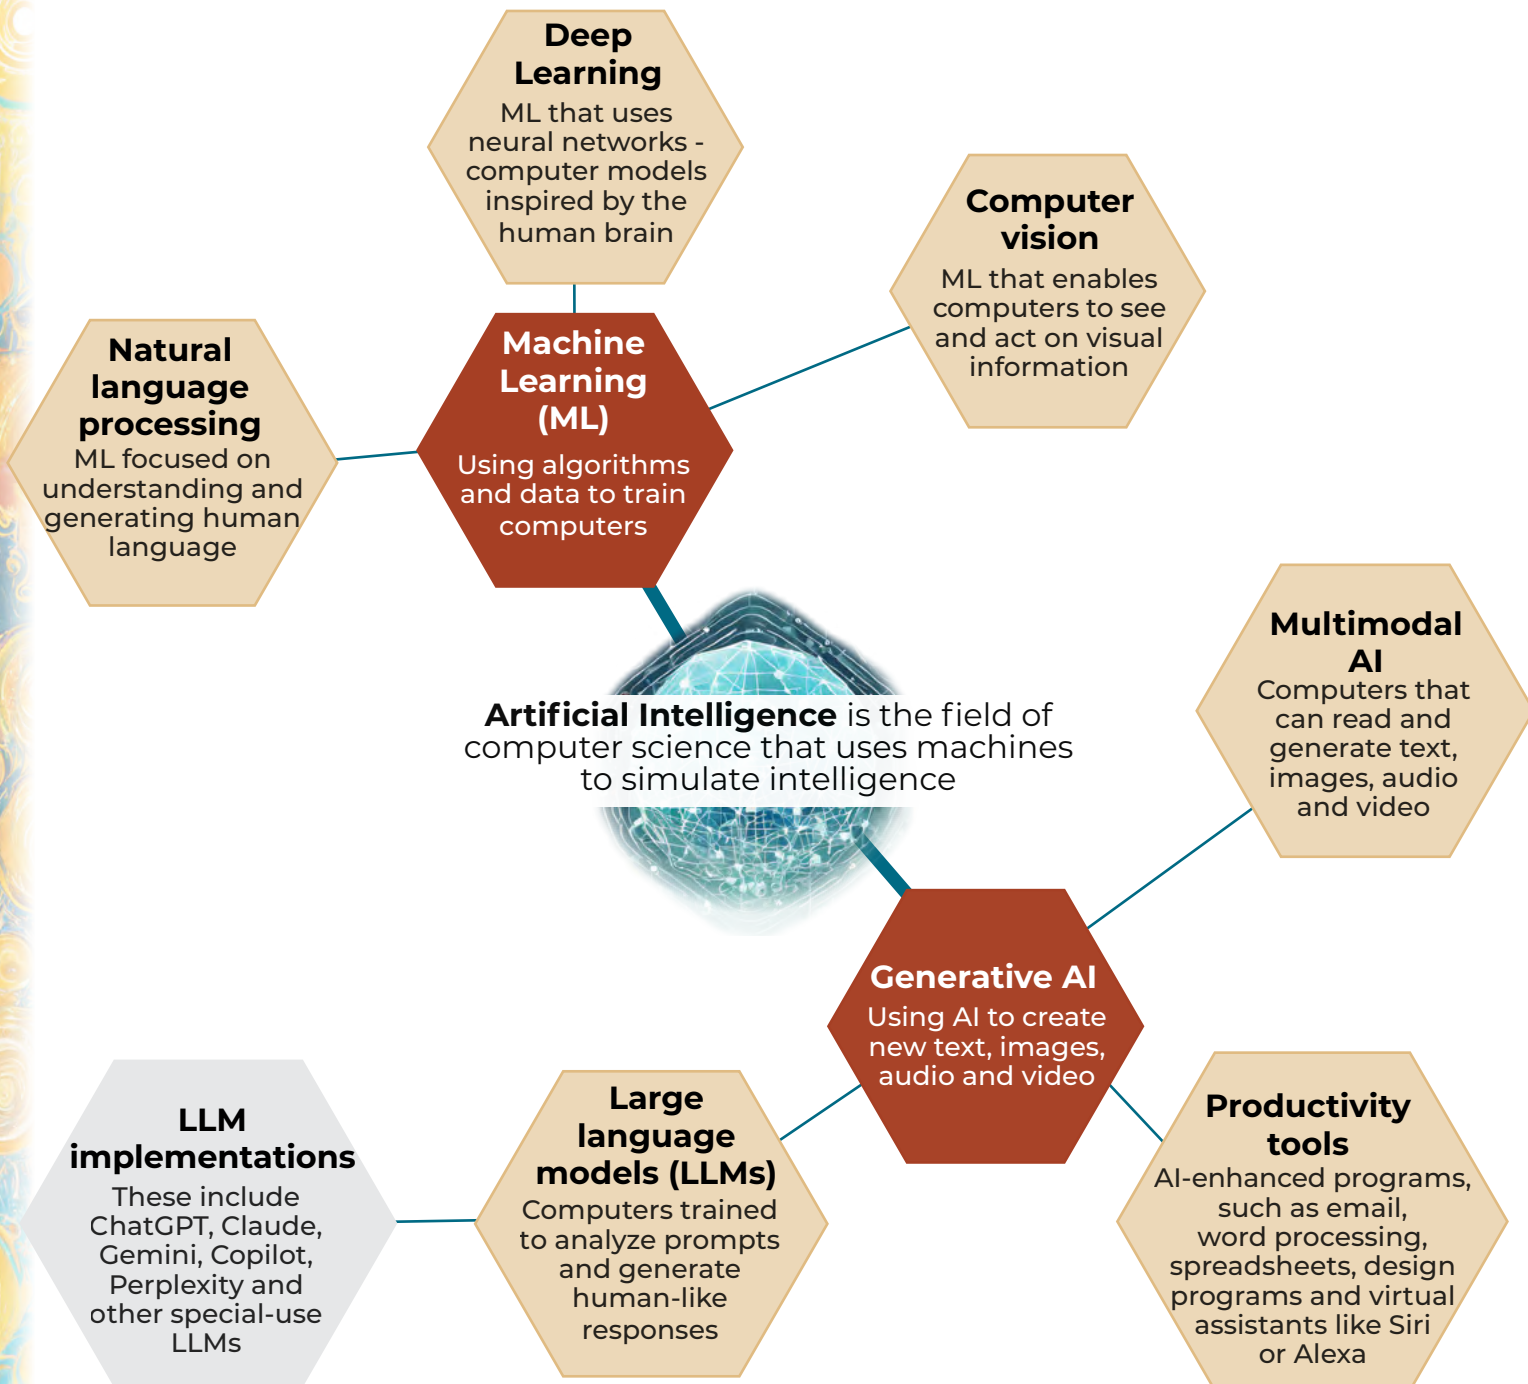 Deep
Learning
ML that uses
neural networks -
computer models
inspired by the
human brain
Computer
vision
ML that enables
computers to see
and act on visual
information
Natural
language
processing
ML focused on
understanding and
generating human
language
Machine
Learning
(ML)
Using algorithms
and data to train
computers
Artificial Intelligence is the field of
computer science that uses machines
to simulate intelligence
Multimodal
AI
Computers that
can read and
generate text,
images, audio
and video
Generative AI
Using AI to create
new text, images,
audio and video
LLM
implementations
These include
ChatGPT, Claude,
Gemini, Copilot,
Perplexity and
other special-use
LLMs
Large
language
models (LLMs)
Computers trained
to analyze prompts
and generate
human-like
responses
Productivity
tools
AI-enhanced programs,
such as email,
word processing,
spreadsheets, design
programs and virtual
assistants like Siri
or Alexa